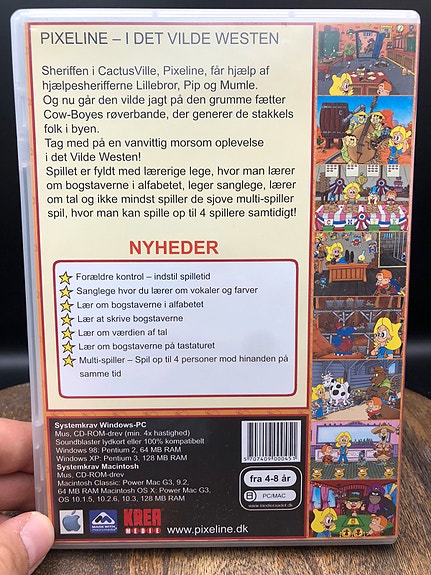 PIXELINE – I DET VILDE WESTEN
Sheriffen i CactusVille, Pixeline, får hjælp af
hjælpesherifferne Lillebror, Pip og Mumle.
Og nu går den vilde jagt på den grumme fætter
Cow-Boyes røverbande, der generer de stakkels
folk i byen.
Tag med på en vanvittig morsom oplevelse
i det Vilde Westen!
Spillet er fyldt med lærerige lege, hvor man lærer
om bogstaverne i alfabetet, leger sanglege, lærer
om tal og ikke mindst spiller de sjove multi-spiller
spil, hvor man kan spille op til 4 spillere samtidigt!
NYHEDER
Forældre kontrol – indstil spilletid
Sanglege hvor du lærer om vokaler og farver
Lær om bogstaverne i alfabetet
Lær at skrive bogstaverne
Lær om værdien af tal
Lær om bogstaverne på tastaturet
Multi-spiller – Spil op til 4 personer mod hinanden på
samme tid
Systemkrav Windows-PC
Mus, CD-ROM-drev (min. 4x hastighed)
Soundblaster lydkort eller 100% kompatibelt
Windows 98: Pentium 2, 64 MB RAM
Windows XP: Pentium 3, 128 MB RAM
Systemkrav Macintosh
Mus, CD-ROM-drev
Macintosh Classic: Power Mac G3, 9.2,
64 MB RAM Macintosh OS X: Power Mac G3,
OS 10.1.5, 10.2.6, 10.3, 128 MB RAM
5 707409 000451
fra 4-8 år
PC/MAC
KREA
MEDIE
www.pixeline.dk